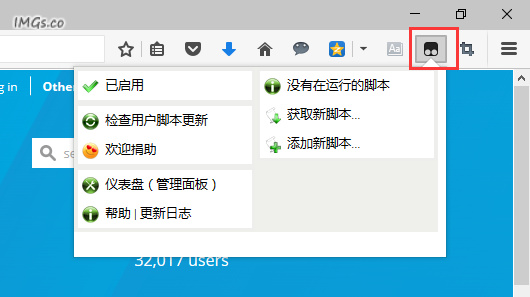 IMGs.co
g in
Other
已启用
检查用户脚本更新
欢迎捐助
仪表盘（管理面板）
帮助 | 更新日志
没有在运行的脚本
获取新脚本...
添加新脚本...
se
Aa
32,017 users